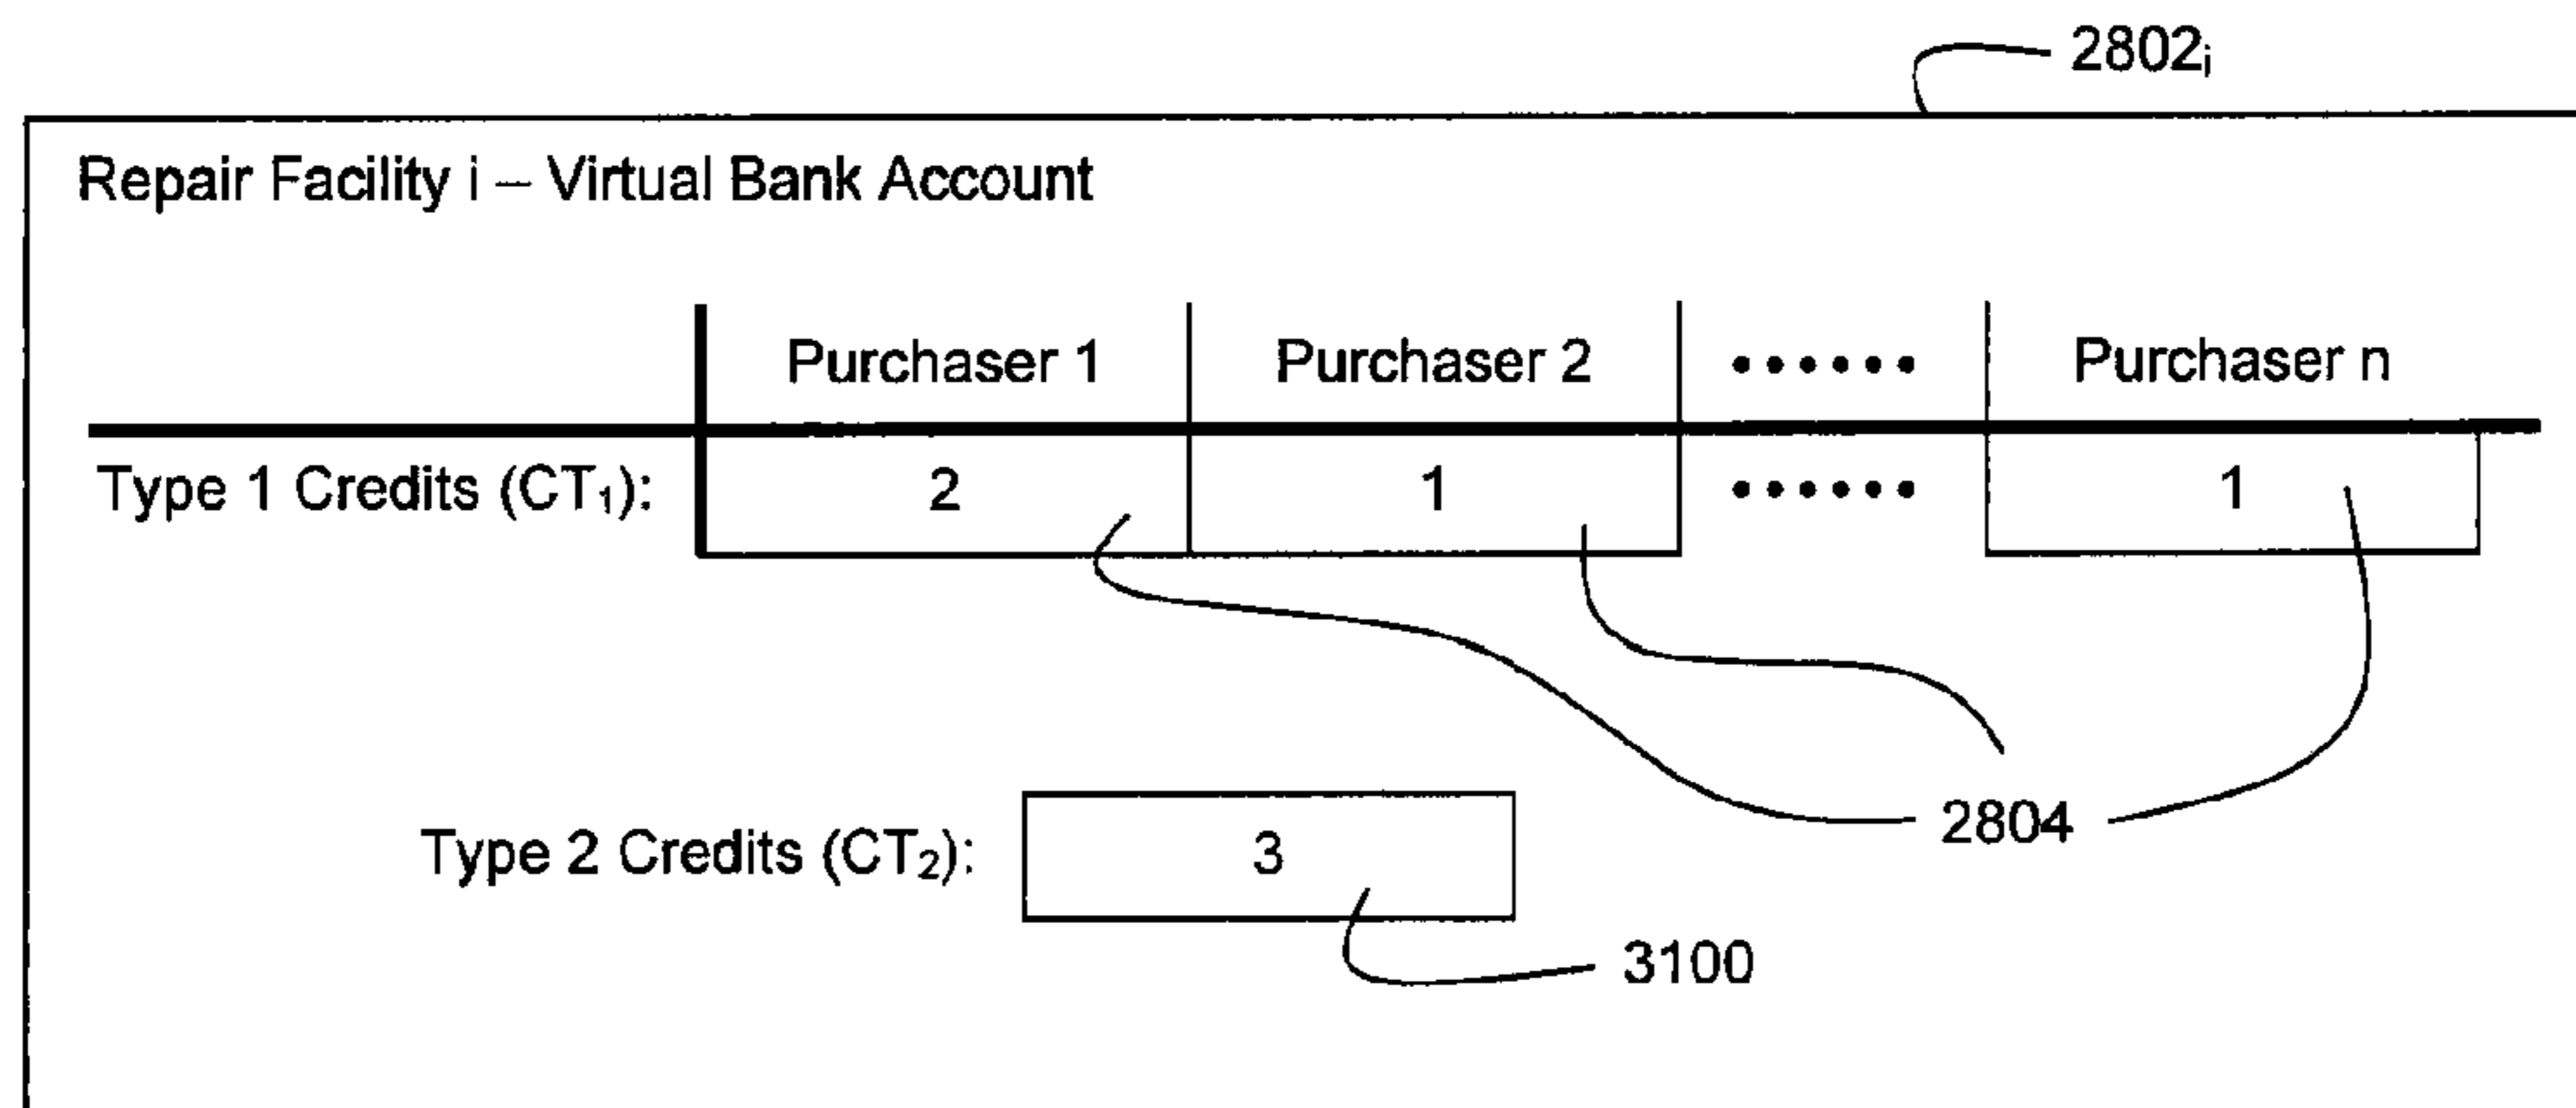 2802i
Repair Facility i – Virtual Bank Account
Purchaser 1 Purchaser 2 •••••• Purchaser n
Type 1 Credits (CT1): 2 1 •••••• 1
2804
Type 2 Credits (CT2): 3
3100